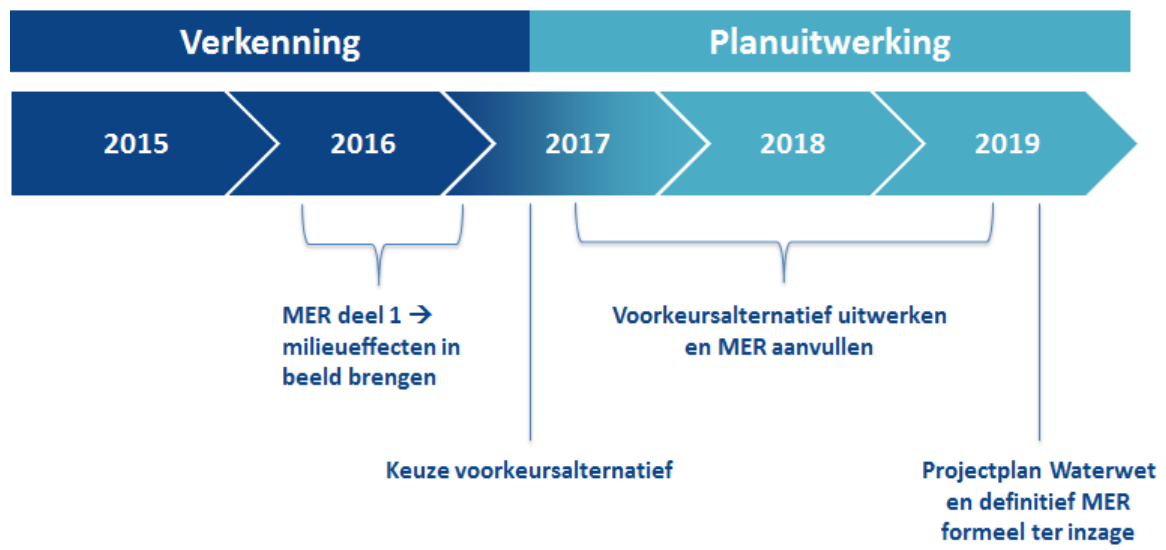 Verkenning
Planuitwerking
2015
2016
2017
2018
2019
MER deel 1 →
milieueffecten in
beeld brengen
Voorkeursalternatief uitwerken
en MER aanvullen
Keuze voorkeursalternatief
Projectplan Waterwet
en definitief MER
formeel ter inzage